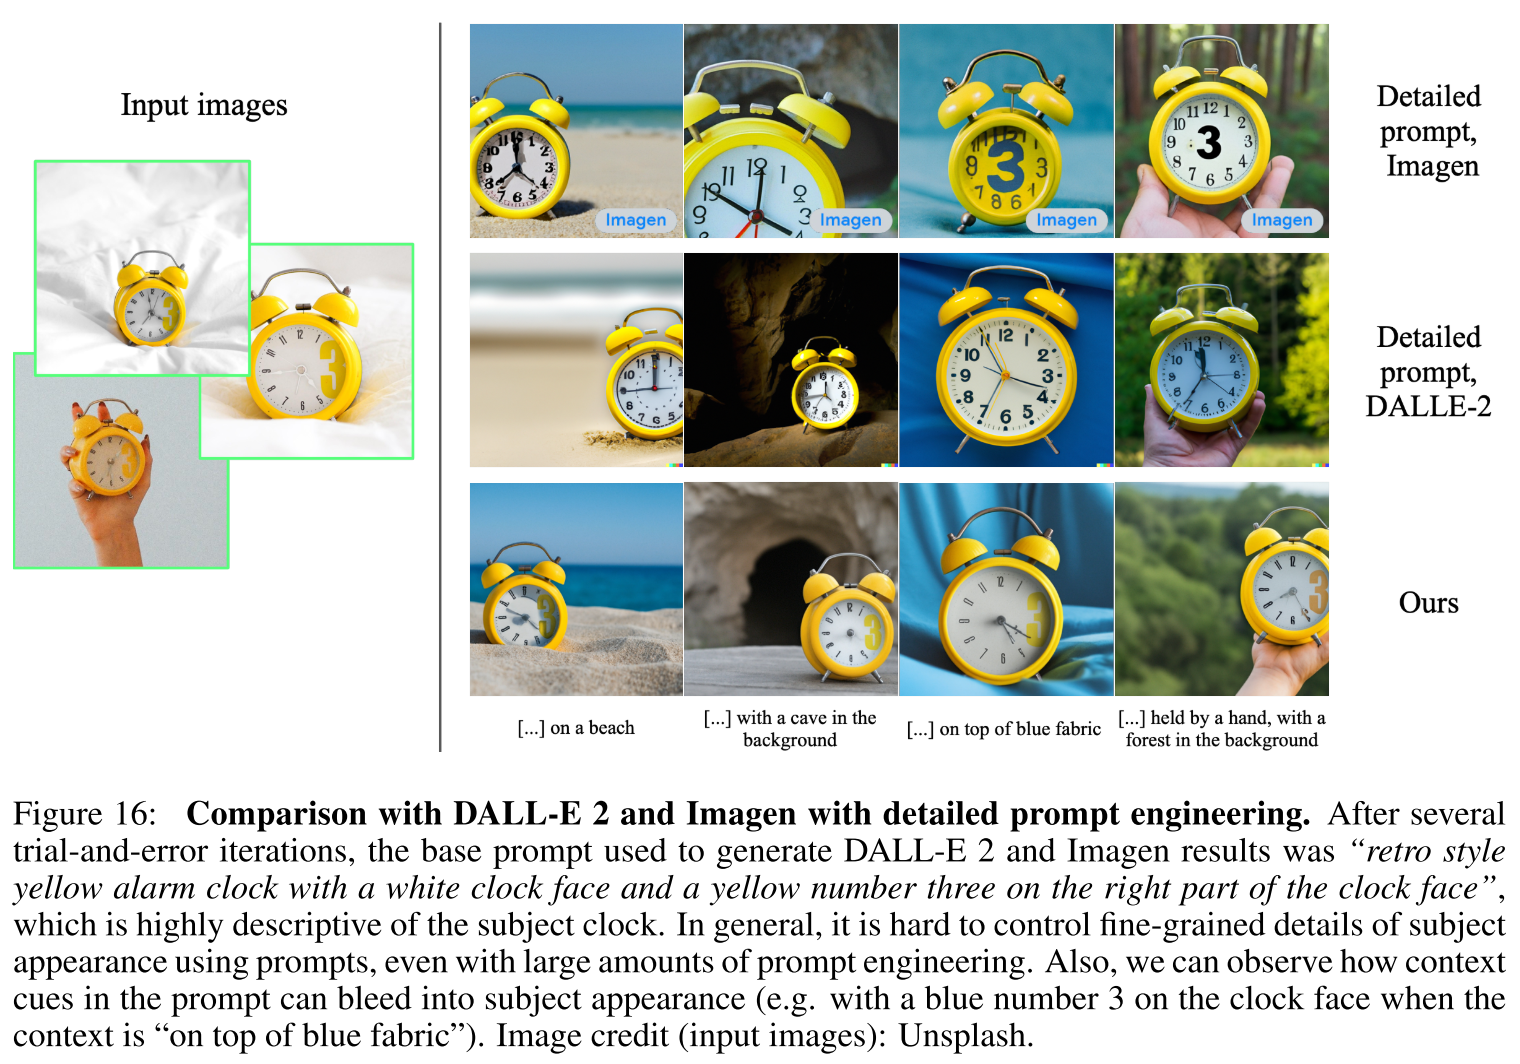 Input images
Detailed
prompt,
Imagen
Imagen
Imagen
Imagen
Imagen
Detailed
prompt,
DALLE-2
Ours
[...] on a beach
[...] with a cave in the
background
[...] on top of blue fabric
[...] held by a hand, with a
forest in the background
Figure 16: Comparison with DALL-E 2 and Imagen with detailed prompt engineering. After several
trial-and-error iterations, the base prompt used to generate DALL-E 2 and Imagen results was “retro style
yellow alarm clock with a white clock face and a yellow number three on the right part of the clock face”,
which is highly descriptive of the subject clock. In general, it is hard to control fine-grained details of subject
appearance using prompts, even with large amounts of prompt engineering. Also, we can observe how context
cues in the prompt can bleed into subject appearance (e.g. with a blue number 3 on the clock face when the
context is “on top of blue fabric”). Image credit (input images): Unsplash.